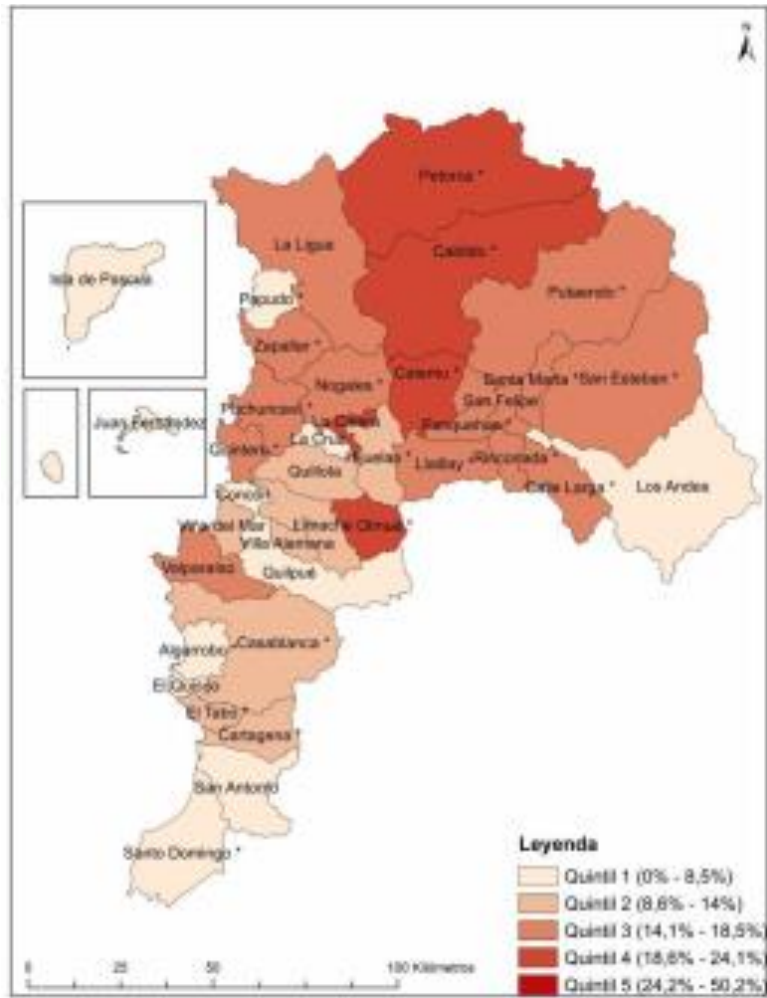 N
Petorca *
La Ligua
Cabildo *
Isla de Pascua
Putaendo *
Papudo *
Zapallar *
Catemu *
Nogales *
Santa María *
San Esteban *
San Felipe
Puchuncaví *
La Calera
Juan Fernández
Panquehue *
La Cruz
Quintero *
Hijuelas *
Llaillay *
Rinconada *
Quillota
Calle Larga *
Los Andes
Concón
Viña del Mar
Limache
Olmué *
Villa Alemana
Valparaíso
Quilpué
Algarrobo *
Casablanca *
El Quisco
El Tabo *
Cartagena *
San Antonio
Santo Domingo *
Leyenda
Quintil 1 (0% - 8,5%)
Quintil 2 (8,6% - 14%)
Quintil 3 (14,1% - 18,5%)
Quintil 4 (18,6% - 24,1%)
Quintil 5 (24,2% - 50,2%)
0 25 50 100 Kilómetros